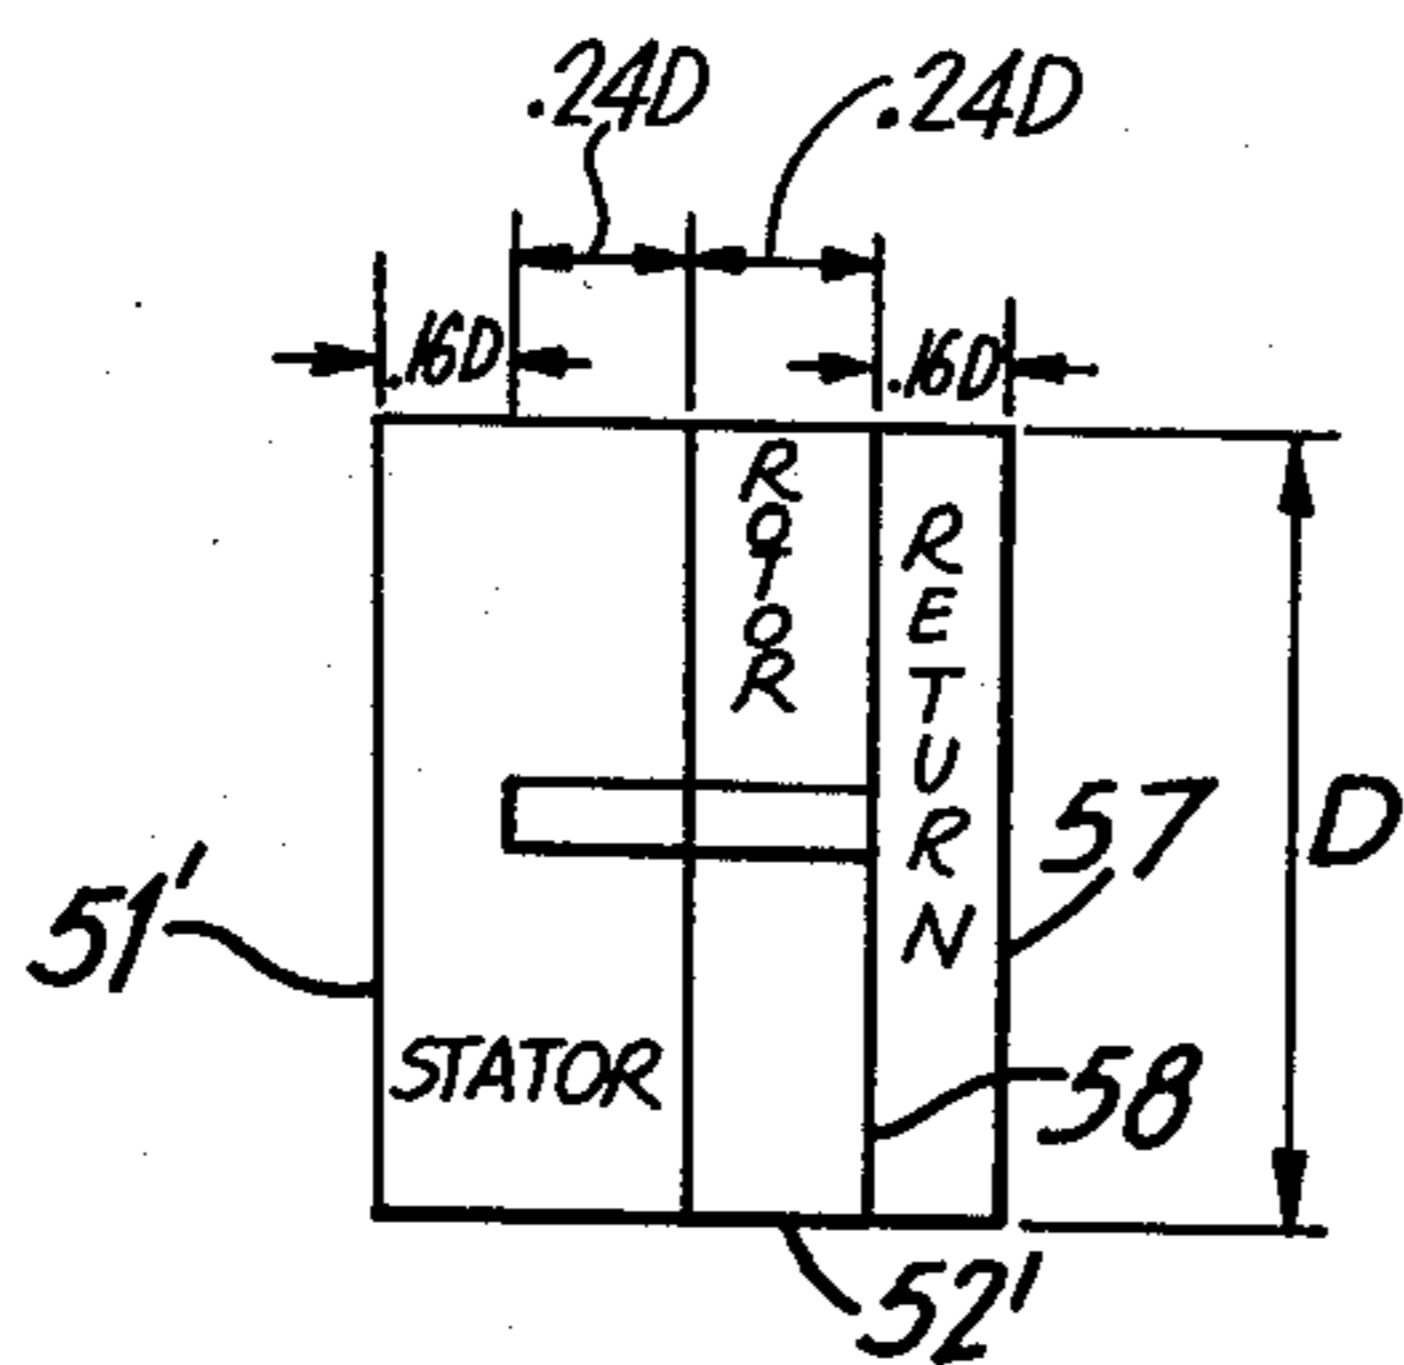 .24D
.24D
.16D
.16D
ROTOR
RETURN
57
D
51'
STATOR
58
52'